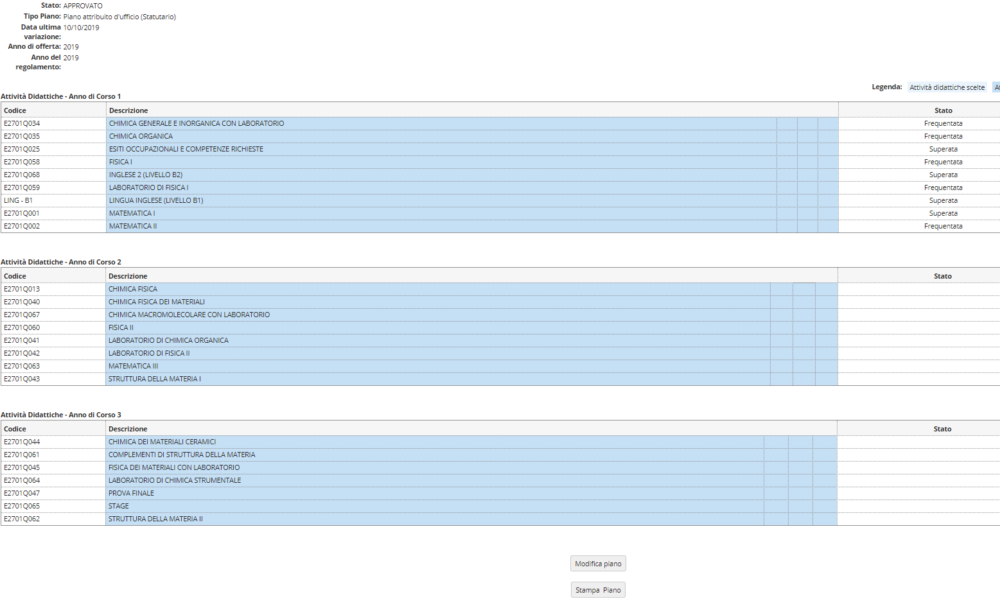 Stato: APPROVATO
Tipo Piano: Piano attribuito d'ufficio (Statutario)
Data ultima variazione: 10/10/2019
Anno di offerta: 2019
Anno del regolamento: 2019
Legenda: Attività didattiche scelte
Attività Didattiche - Anno di Corso 1
Codice Descrizione Stato
E2701Q034 CHIMICA GENERALE E INORGANICA CON LABORATORIO Frequentata
E2701Q035 CHIMICA ORGANICA Frequentata
E2701Q025 ESITI OCCUPAZIONALI E COMPETENZE RICHIESTE Superata
E2701Q058 FISICA I Frequentata
E2701Q068 INGLESE 2 (LIVELLO B2) Superata
E2701Q059 LABORATORIO DI FISICA I Frequentata
LING - B1 LINGUA INGLESE (LIVELLO B1) Superata
E2701Q001 MATEMATICA I Superata
E2701Q002 MATEMATICA II Frequentata
Attività Didattiche - Anno di Corso 2
Codice Descrizione Stato
E2701Q013 CHIMICA FISICA
E2701Q040 CHIMICA FISICA DEI MATERIALI
E2701Q067 CHIMICA MACROMOLECOLARE CON LABORATORIO
E2701Q060 FISICA II
E2701Q041 LABORATORIO DI CHIMICA ORGANICA
E2701Q042 LABORATORIO DI FISICA II
E2701Q063 MATEMATICA III
E2701Q043 STRUTTURA DELLA MATERIA I
Attività Didattiche - Anno di Corso 3
Codice Descrizione Stato
E2701Q044 CHIMICA DEI MATERIALI CERAMICI
E2701Q061 COMPLEMENTI DI STRUTTURA DELLA MATERIA
E2701Q045 FISICA DEI MATERIALI CON LABORATORIO
E2701Q064 LABORATORIO DI CHIMICA STRUMENTALE
E2701Q047 PROVA FINALE
E2701Q065 STAGE
E2701Q062 STRUTTURA DELLA MATERIA II
Modifica piano
Stampa Piano